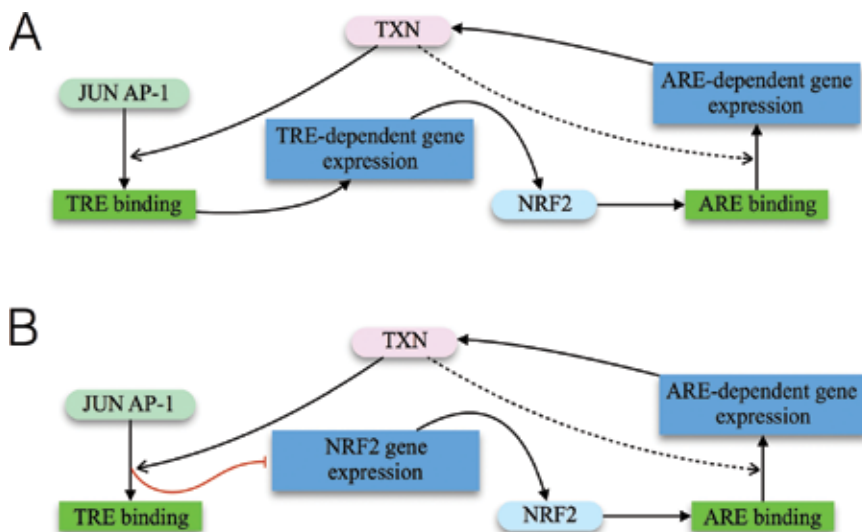 A
TXN
JUN AP-1
ARE-dependent gene
expression
TRE-dependent gene
expression
TRE binding
NRF2
ARE binding
B
TXN
JUN AP-1
ARE-dependent gene
expression
NRF2 gene
expression
TRE binding
NRF2
ARE binding